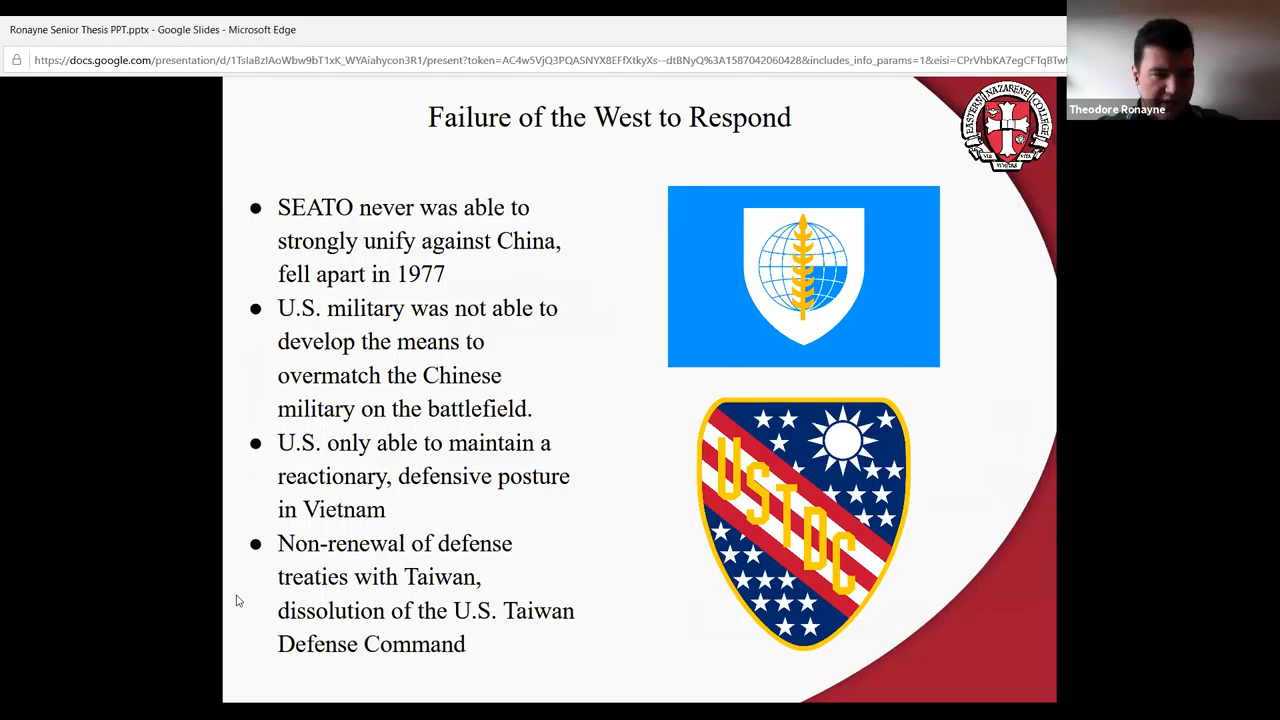 Ronayne Senior Thesis PPT.pptx - Google Slides - Microsoft Edge
https://docs.google.com/presentation/d/1TsIaBzIAoWbw9bT1xK_WYAiahycon3R1/present?token=AC4w5VjQ3PQASNYX8EFfXtkyXs--dtBNyQ%3A1587042060428&includes_info_params=1&eisi=CPrVhbKA7egCFTqBTwl
Theodore Ronayne
Failure of the West to Respond
EASTERN NAZARENE COLLEGE
VIA
VITA
● SEATO never was able to
strongly unify against China,
fell apart in 1977
● U.S. military was not able to
develop the means to
overmatch the Chinese
military on the battlefield.
● U.S. only able to maintain a
reactionary, defensive posture
in Vietnam
● Non-renewal of defense
treaties with Taiwan,
dissolution of the U.S. Taiwan
Defense Command
USTDC